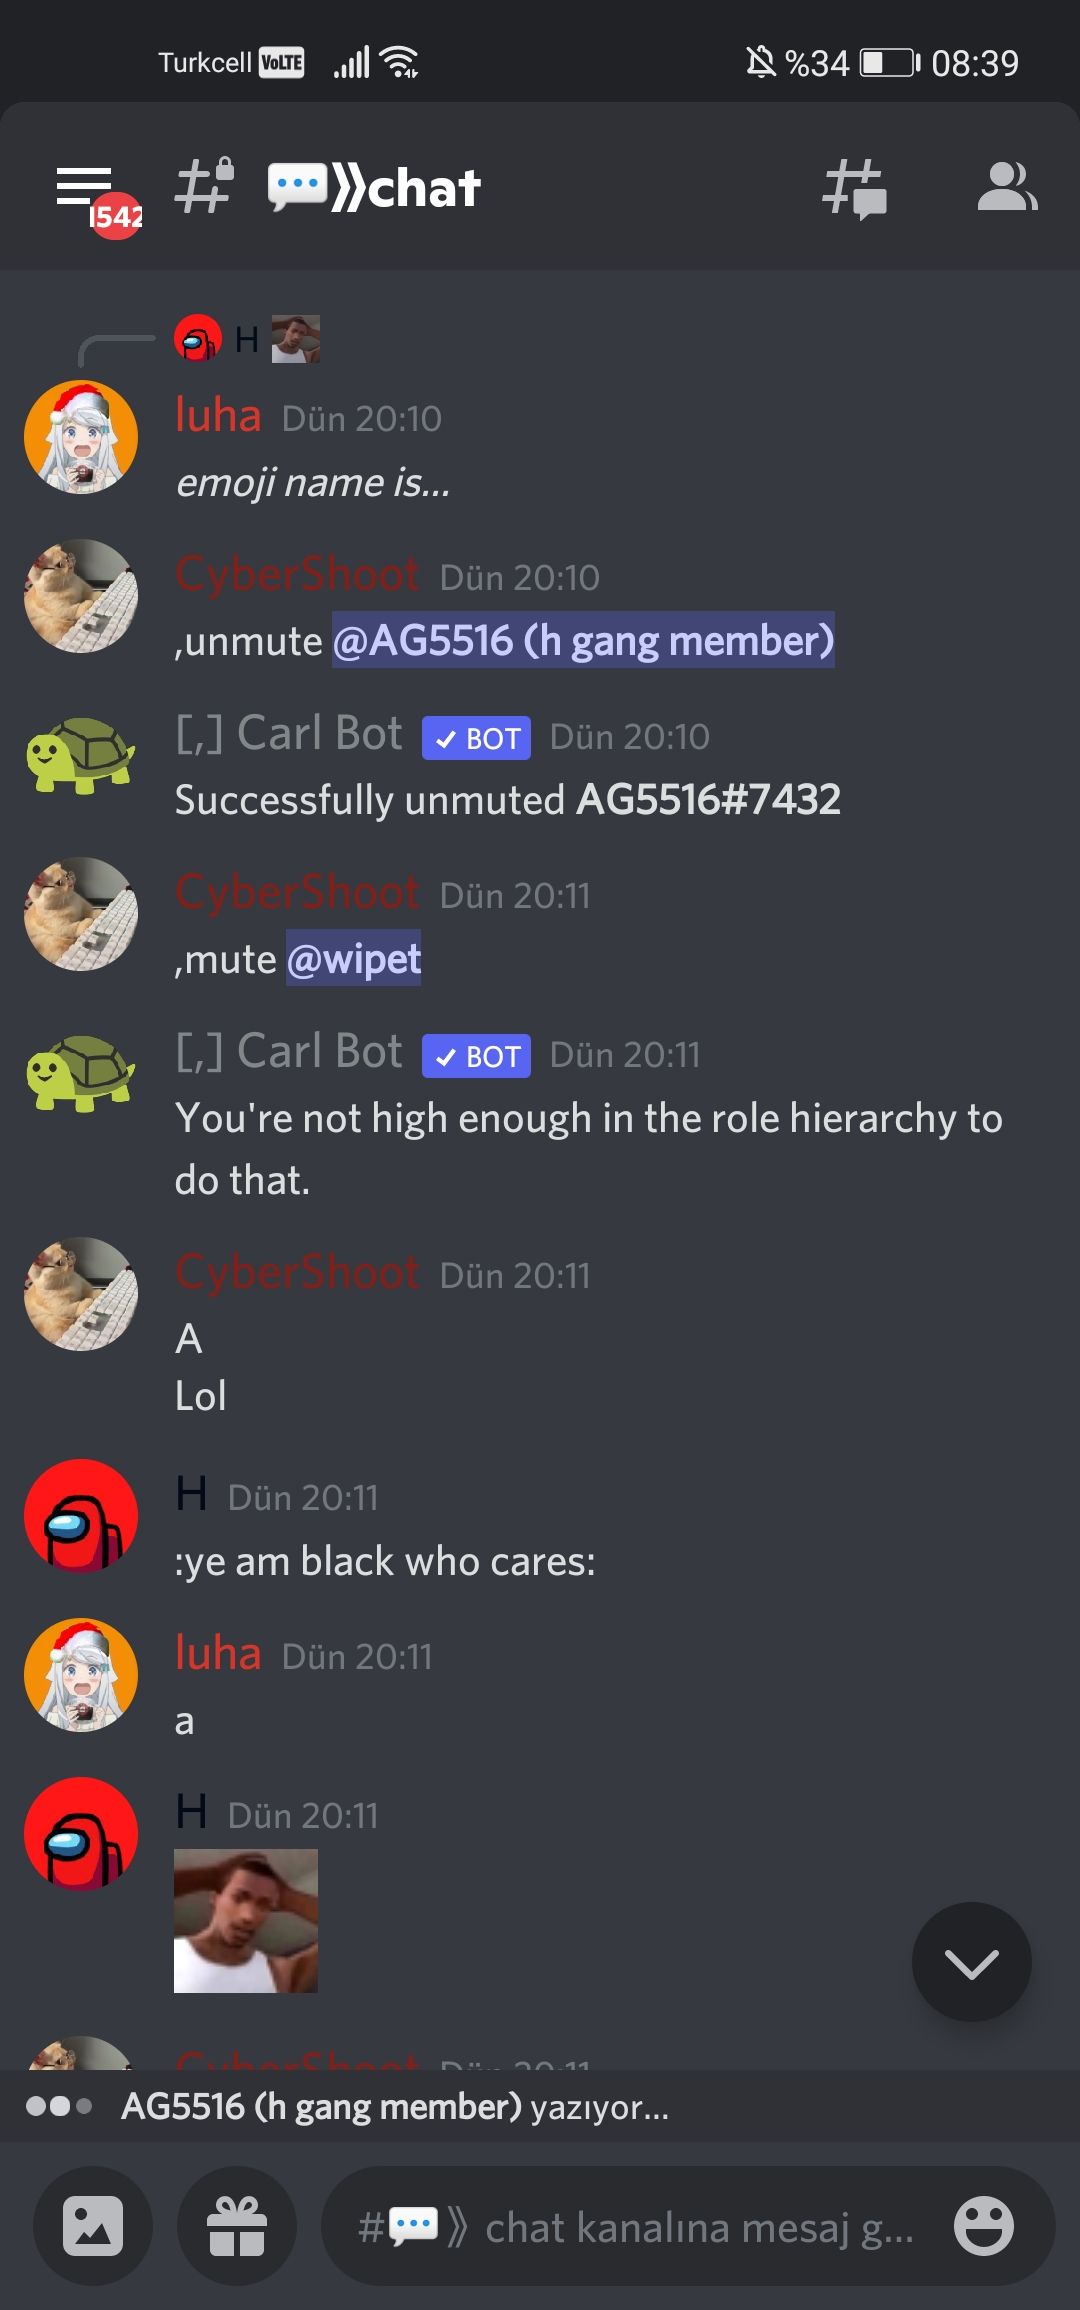 Turkcell VoLTE %34 08:39
1542 💬⟫chat
H
luha Dün 20:10
emoji name is...
CyberShoot Dün 20:10
,unmute @AG5516 (h gang member)
[,] Carl Bot ✓ BOT Dün 20:10
Successfully unmuted AG5516#7432
CyberShoot Dün 20:11
,mute @wipet
[,] Carl Bot ✓ BOT Dün 20:11
You're not high enough in the role hierarchy to
do that.
CyberShoot Dün 20:11
A
Lol
H Dün 20:11
:ye am black who cares:
luha Dün 20:11
a
H Dün 20:11
CyberShoot Dün 20:11
AG5516 (h gang member) yazıyor...
#💬⟫ chat kanalına mesaj g...